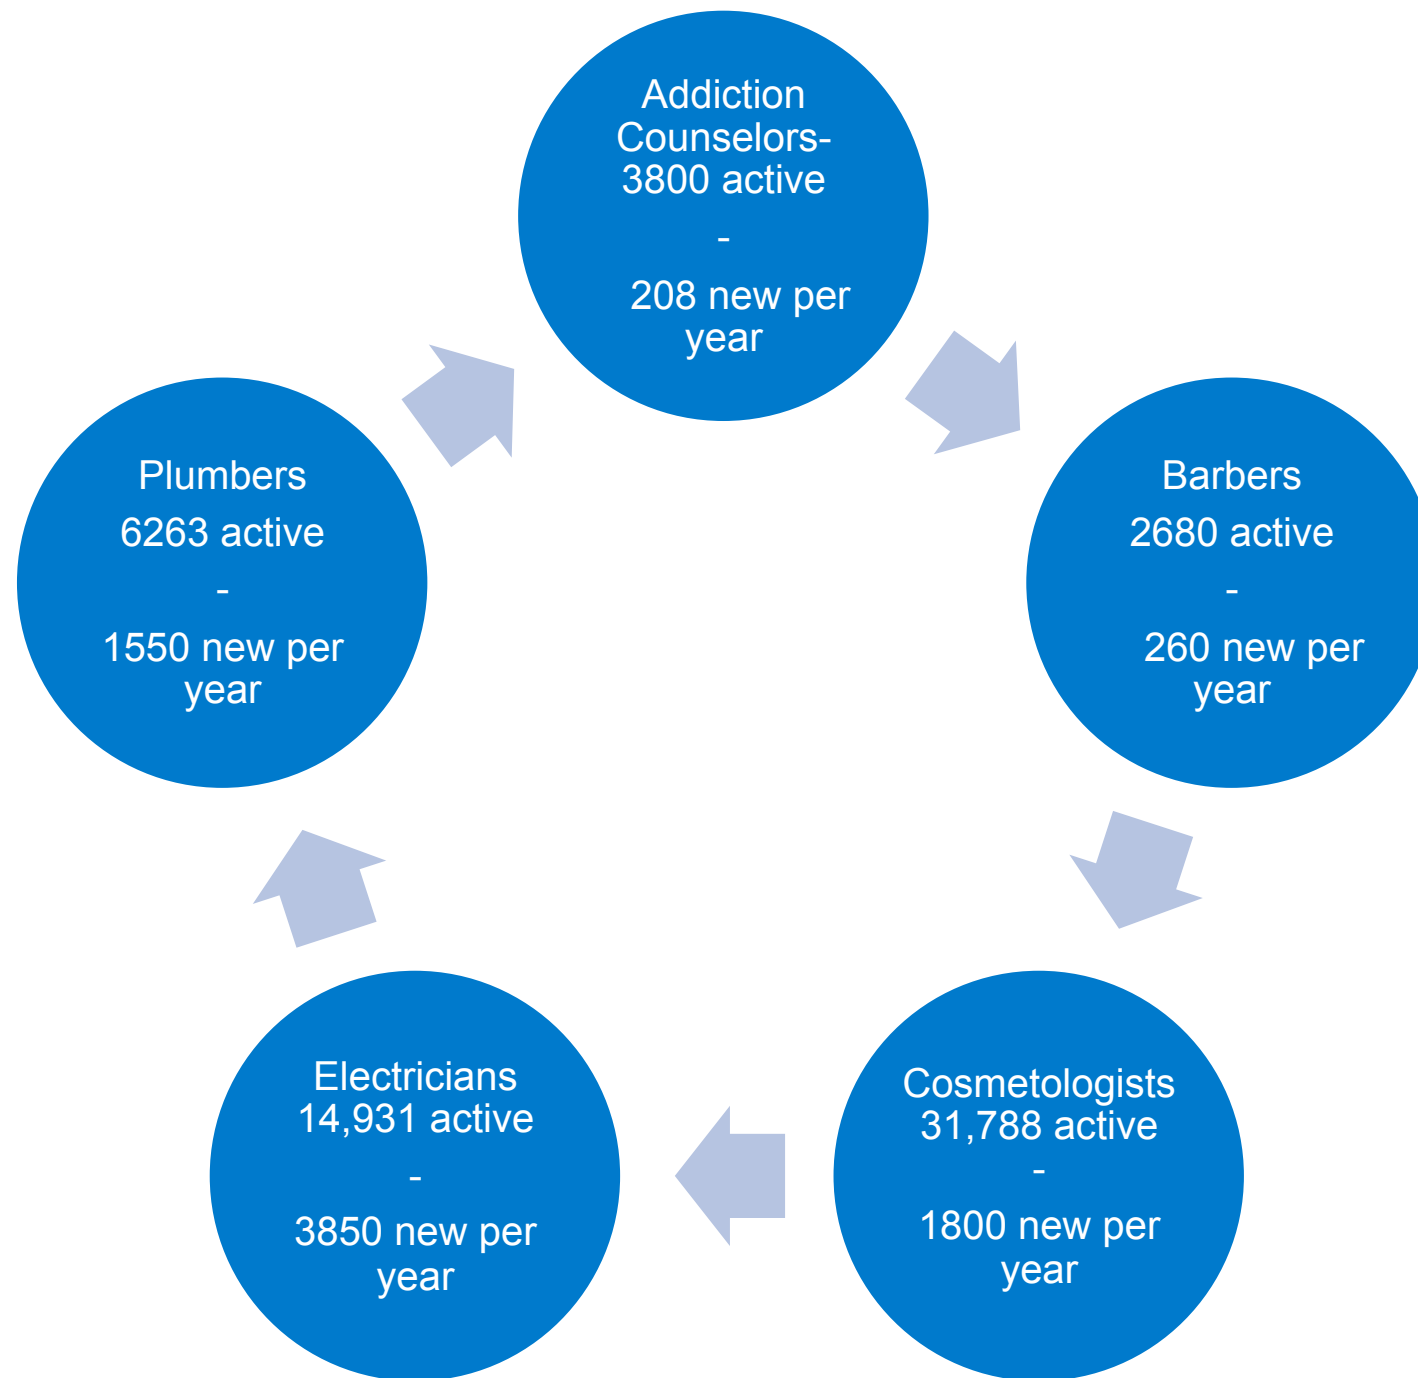 Addiction
Counselors-
3800 active
-
208 new per
year
Barbers
2680 active
-
260 new per
year
Cosmetologists
31,788 active
-
1800 new per
year
Electricians
14,931 active
-
3850 new per
year
Plumbers
6263 active
-
1550 new per
year